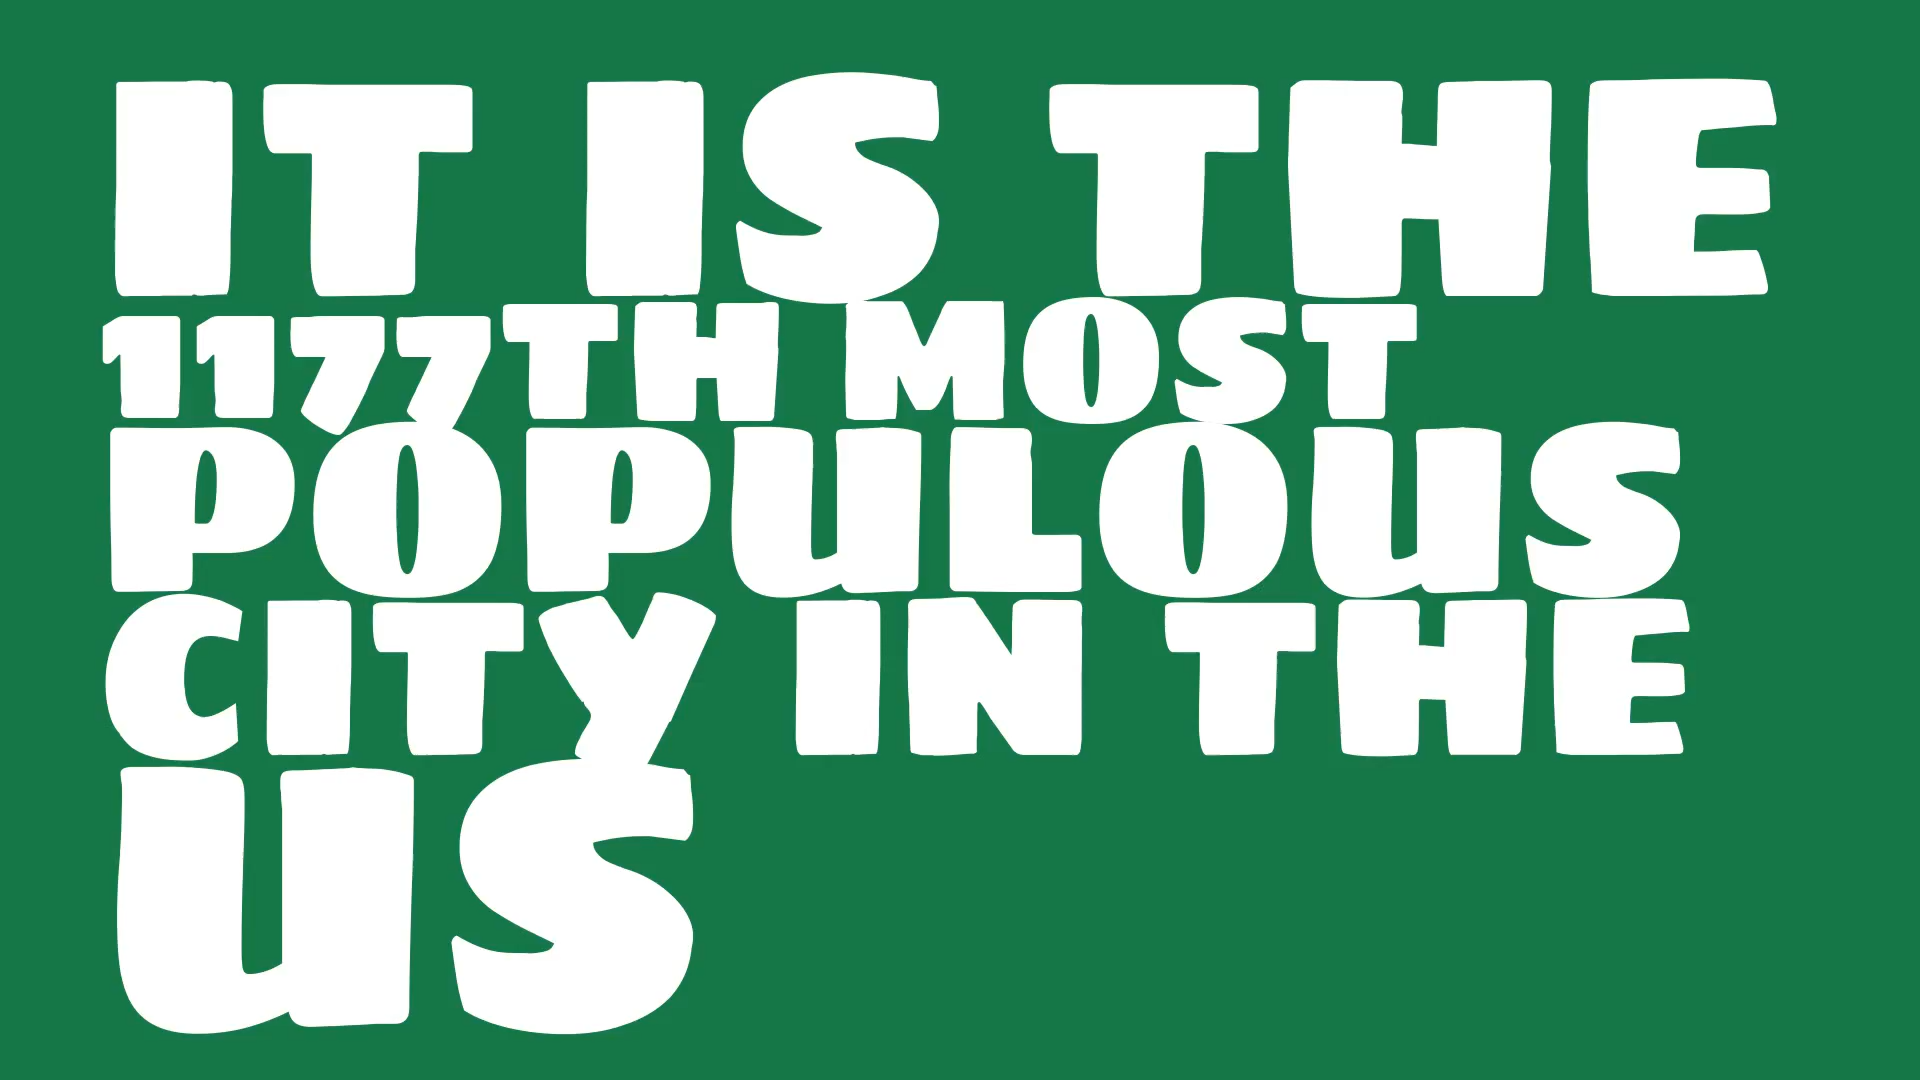 IT IS THE
1177TH MOST
POPULOUS
CITY IN THE
US